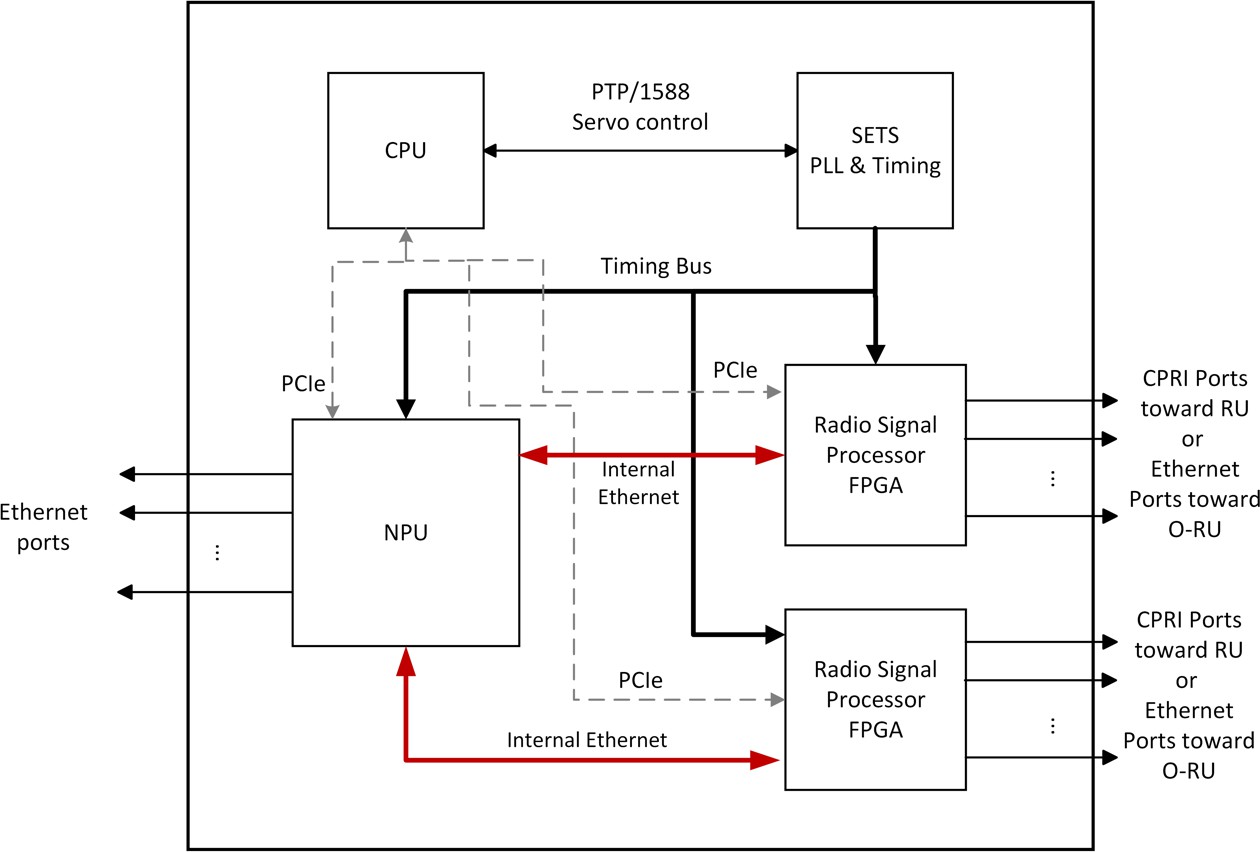 PTP/1588
Servo control
CPU
SETS
PLL & Timing
Timing Bus
PCIe
PCIe
CPRI Ports
toward RU
or
Ethernet
Ports toward
O-RU
Radio Signal
Processor
FPGA
Internal
Ethernet
Ethernet
ports
NPU
...
...
CPRI Ports
toward RU
or
Ethernet
Ports toward
O-RU
Radio Signal
Processor
FPGA
PCIe
Internal Ethernet
...